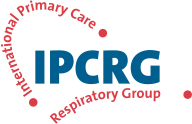 International Primary Care
IPCRG
Respiratory Group